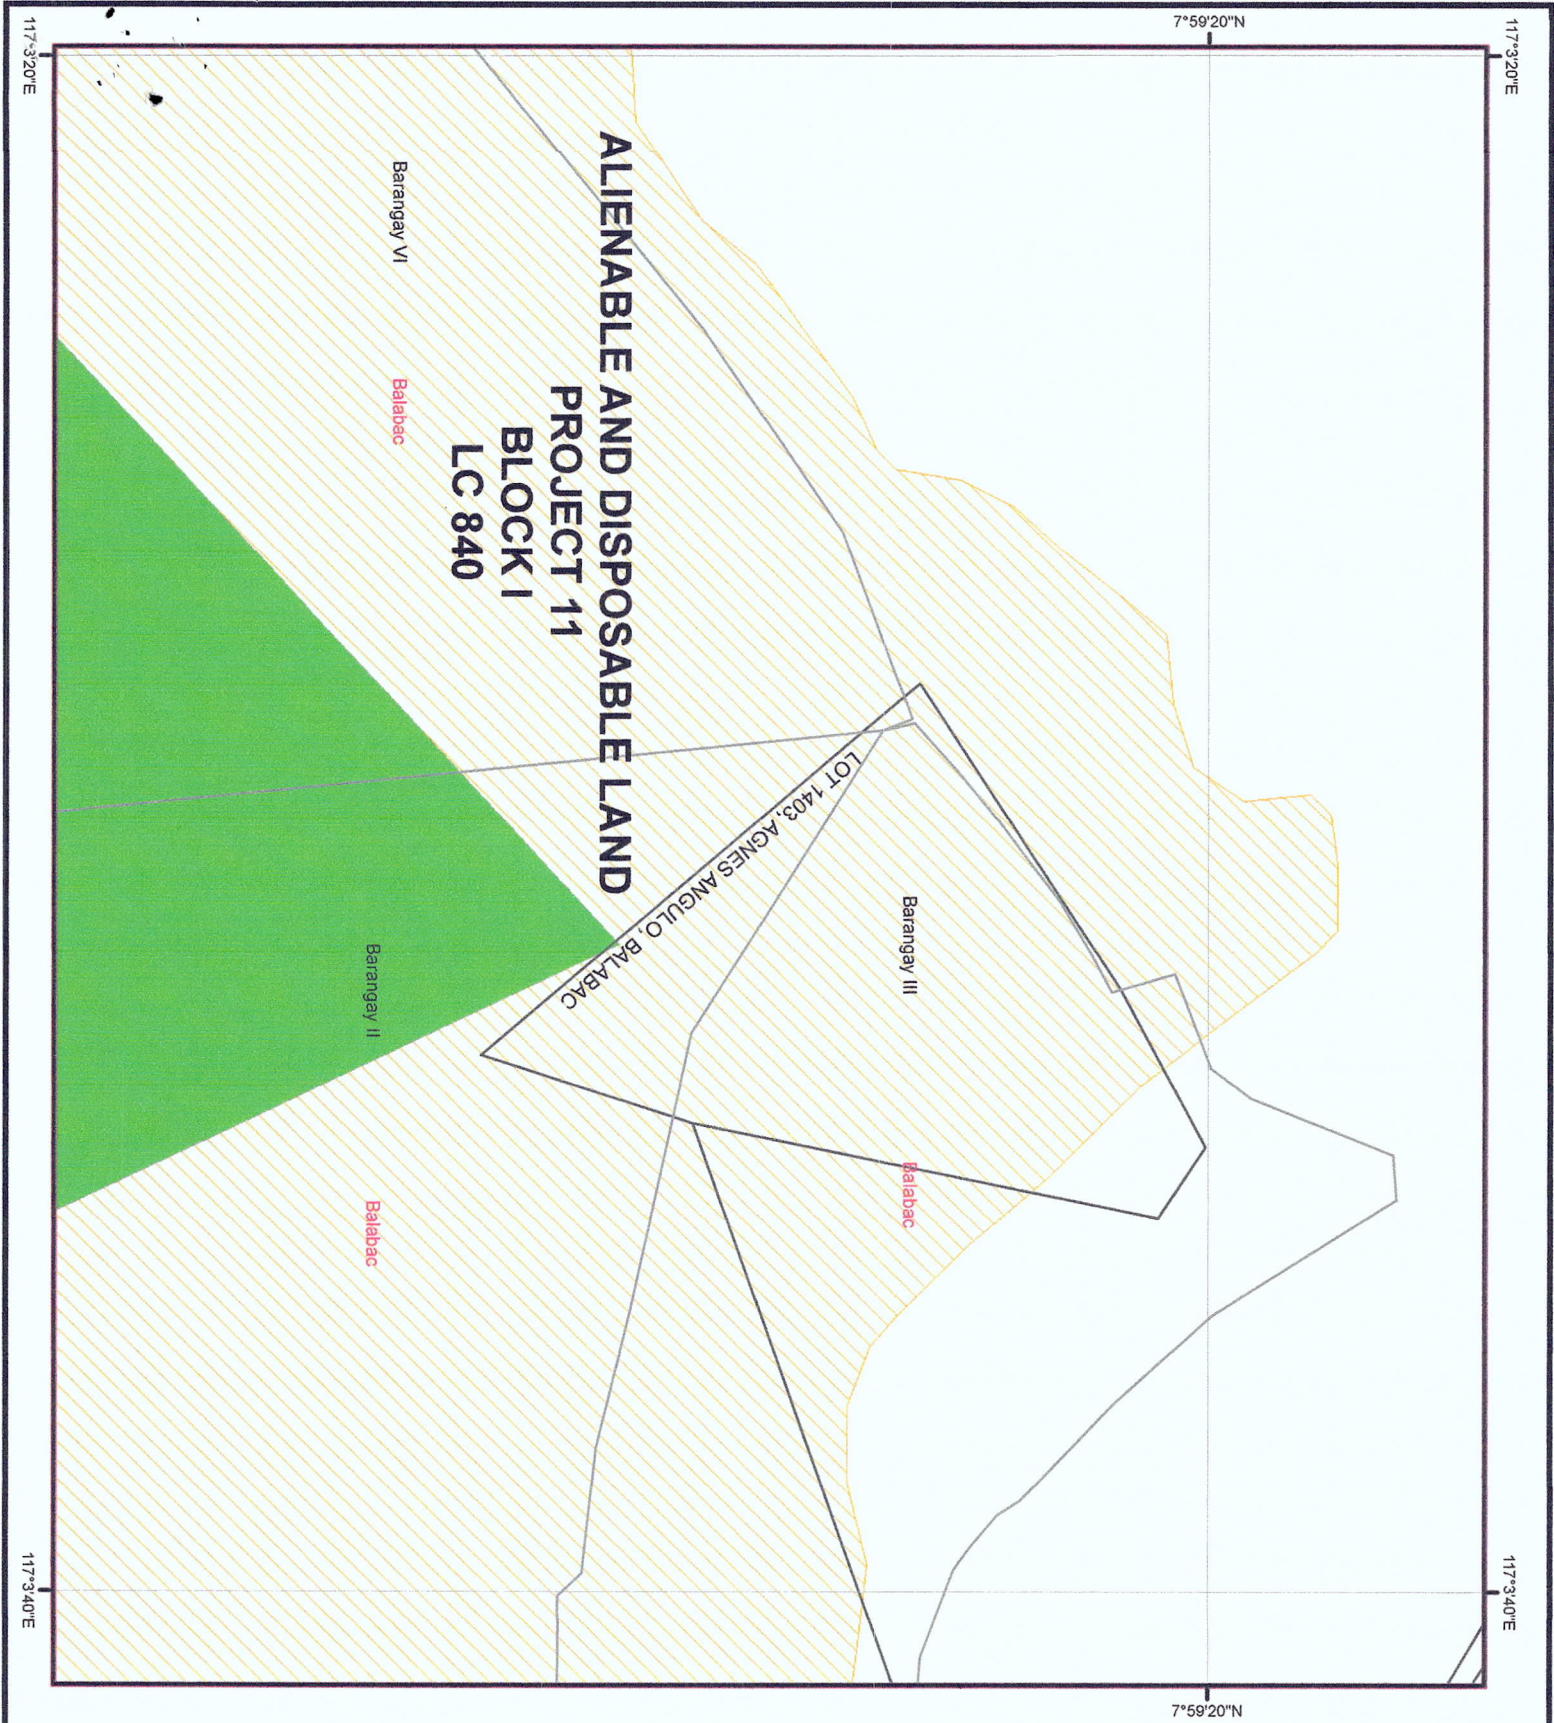 117°3'20"E
117°3'40"E
7°59'20"N
7°59'20"N
ALIENABLE AND DISPOSABLE LAND
PROJECT 11
BLOCK I
LC 840
Barangay VI
Balabac
LOT 1403, AGNES ANGULO, BALABAC
Barangay III
Balabac
Barangay II
Balabac
117°3'20"E
117°3'40"E